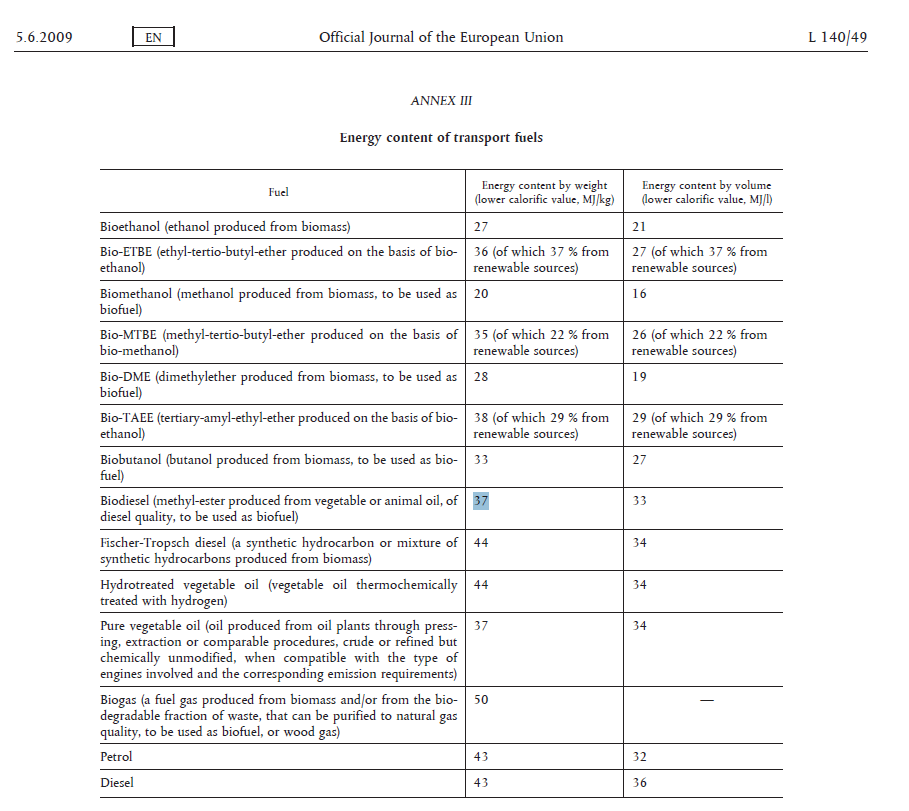 5.6.2009 EN Official Journal of the European Union L 140/49
ANNEX III
Energy content of transport fuels
Fuel
Energy content by weight
(lower calorific value, MJ/kg)
Energy content by volume
(lower calorific value, MJ/l)
Bioethanol (ethanol produced from biomass) 27 21
Bio-ETBE (ethyl-tertio-butyl-ether produced on the basis of bio-
ethanol)
36 (of which 37 % from
renewable sources)
27 (of which 37 % from
renewable sources)
Biomethanol (methanol produced from biomass, to be used as
biofuel)
20
16
Bio-MTBE (methyl-tertio-butyl-ether produced on the basis of
bio-methanol)
35 (of which 22 % from
renewable sources)
26 (of which 22 % from
renewable sources)
Bio-DME (dimethylether produced from biomass, to be used as
biofuel)
28
19
Bio-TAEE (tertiary-amyl-ethyl-ether produced on the basis of bio-
ethanol)
38 (of which 29 % from
renewable sources)
29 (of which 29 % from
renewable sources)
Biobutanol (butanol produced from biomass, to be used as bio-
fuel)
33
27
Biodiesel (methyl-ester produced from vegetable or animal oil, of
diesel quality, to be used as biofuel)
37
33
Fischer-Tropsch diesel (a synthetic hydrocarbon or mixture of
synthetic hydrocarbons produced from biomass)
44
34
Hydrotreated vegetable oil (vegetable oil thermochemically
treated with hydrogen)
44
34
Pure vegetable oil (oil produced from oil plants through press-
ing, extraction or comparable procedures, crude or refined but
chemically unmodified, when compatible with the type of
engines involved and the corresponding emission requirements)
37
34
Biogas (a fuel gas produced from biomass and/or from the bio-
degradable fraction of waste, that can be purified to natural gas
quality, to be used as biofuel, or wood gas)
50
—
Petrol 43 32
Diesel 43 36